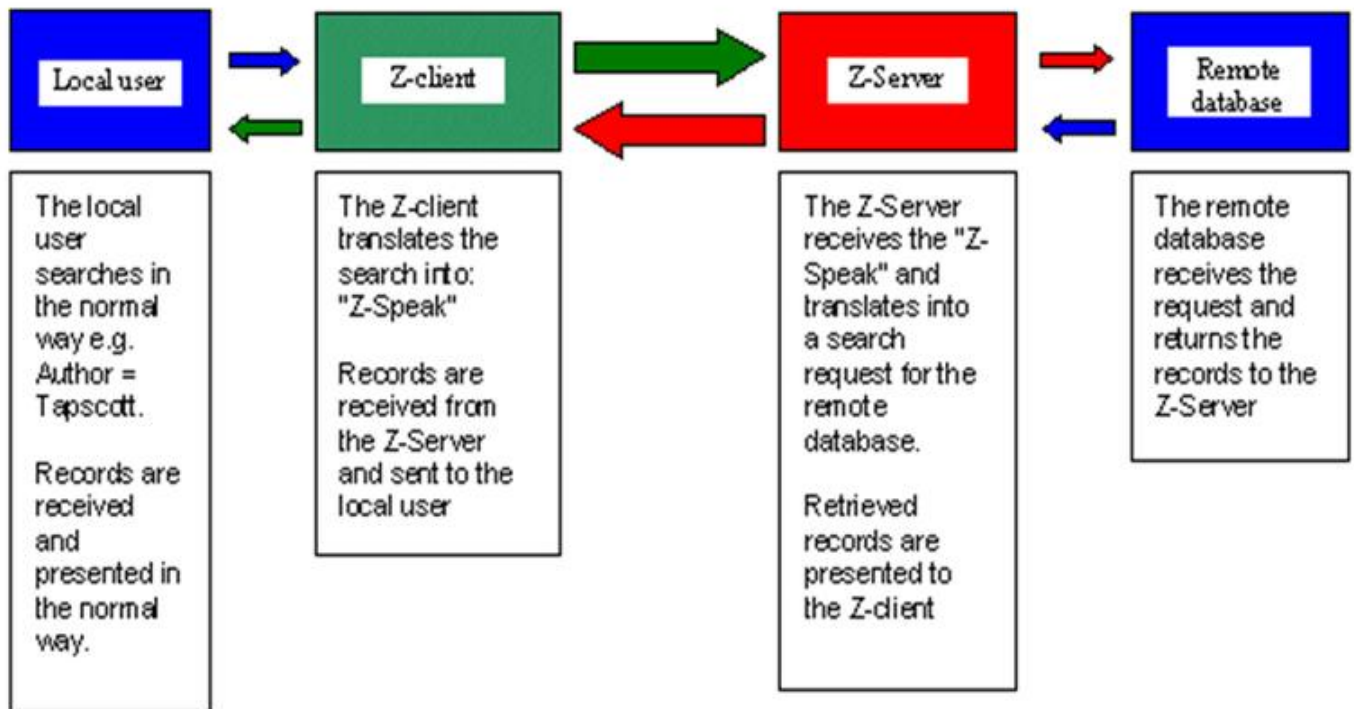 Local user
Z-client
Z-Server
Remote
database
The local
user
searches in
the normal
way e.g.
Author =
Tapscott.
Records are
received
and
presented in
the normal
way.
The Z-client
translates the
search into:
"Z-Speak"
Records are
received from
the Z-Server
and sent to the
local user
The Z-Server
receives the "Z-
Speak" and
translates into
a search
request for the
remote
database.
Retrieved
records are
presented to
the Z-client
The remote
database
receives the
request and
returns the
records to the
Z-Server